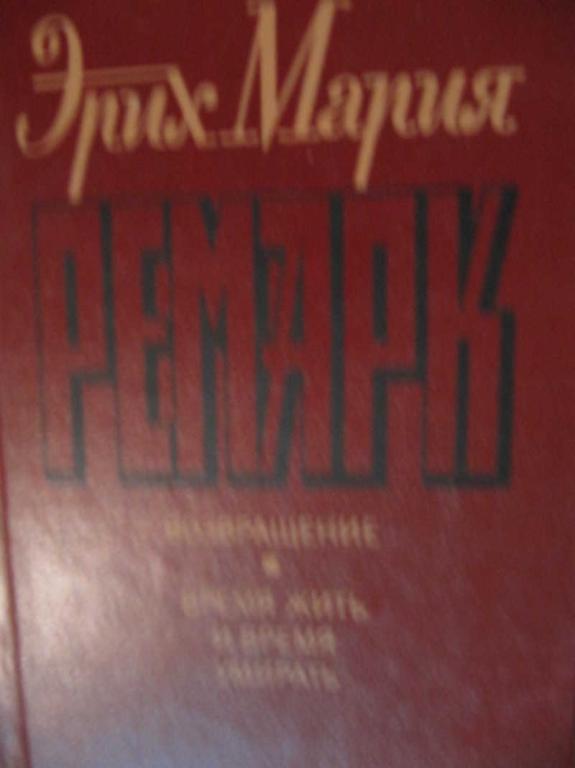 Эрих Мария
РЕМАРК
ВОЗВРАЩЕНИЕ
ВРЕМЯ ЖИТЬ
И ВРЕМЯ
УМИРАТЬ